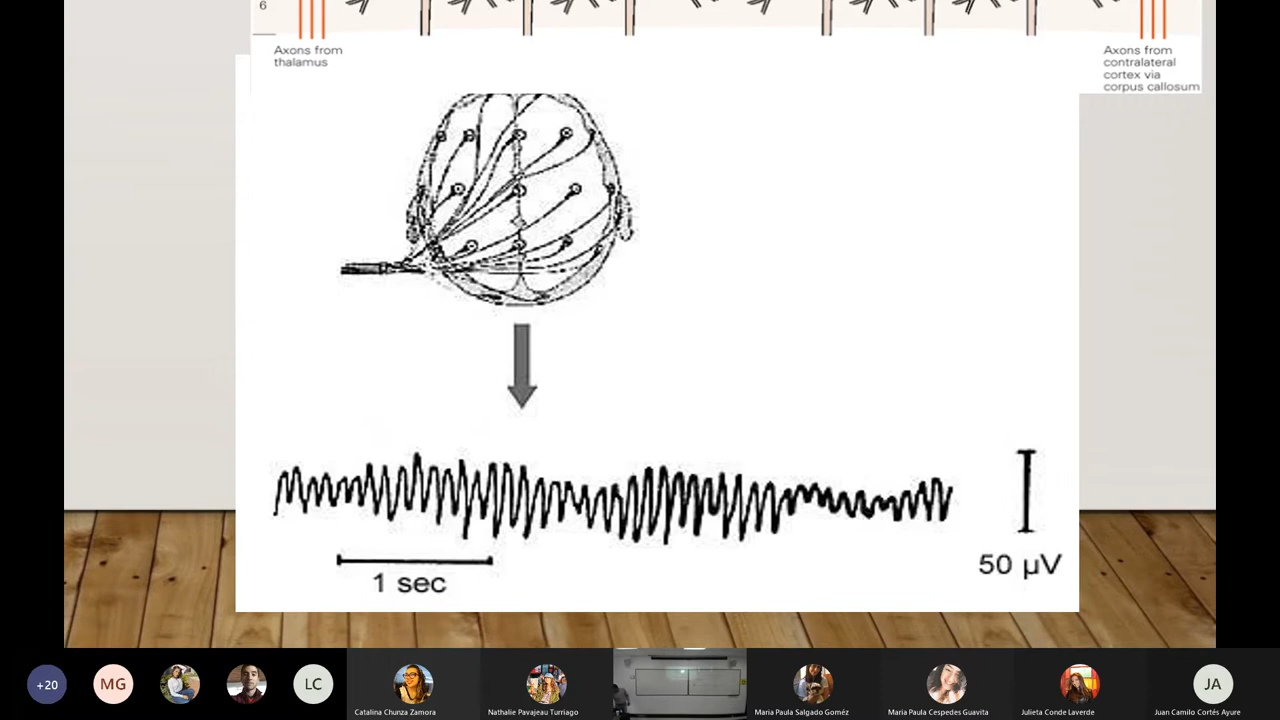 6
Axons from
thalamus
Axons from
contralateral
cortex via
corpus callosum
1 sec
50 µV
+20
MG
LC
Catalina Chunza Zamora
Nathalie Pavajeau Turriago
Maria Paula Salgado Goméz
Maria Paula Cespedes Guavita
Julieta Conde Laverde
JA
Juan Camilo Cortés Ayure